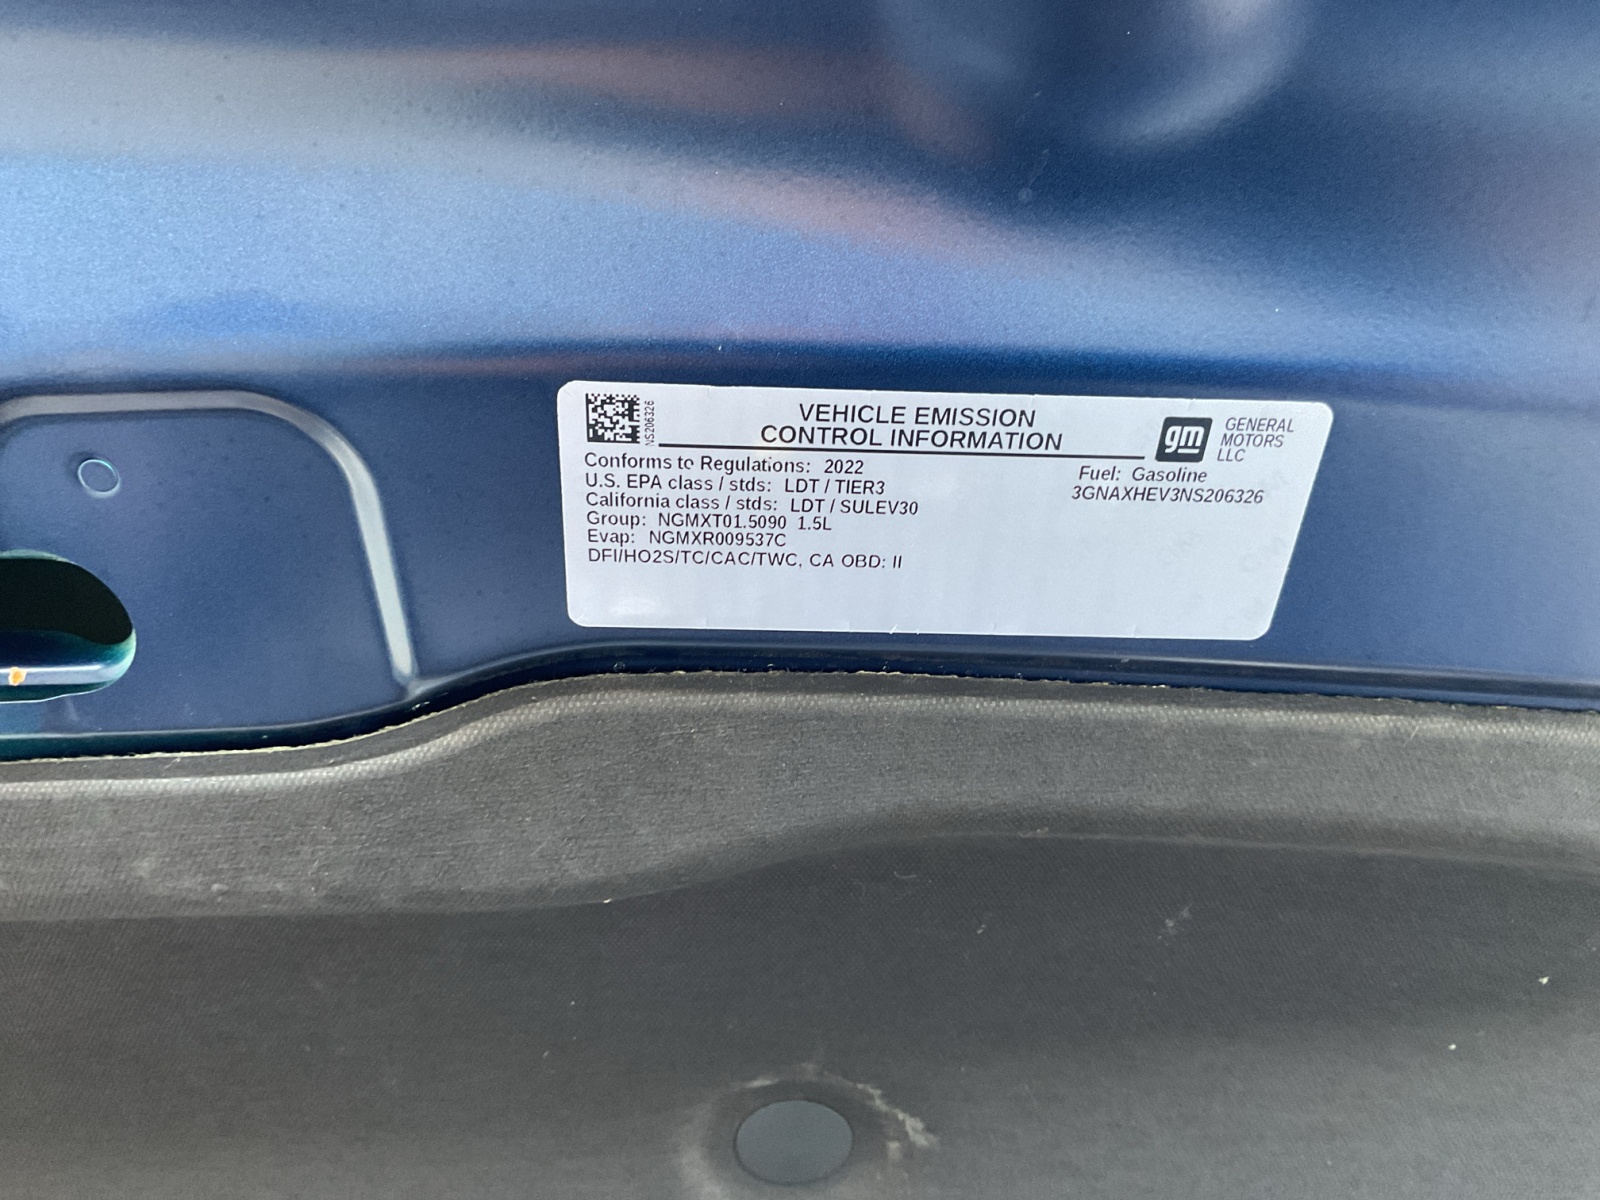 NS206326
VEHICLE EMISSION
CONTROL INFORMATION
gm
GENERAL
MOTORS
LLC
Conforms to Regulations: 2022
U.S. EPA class / stds: LDT / TIER3
California class / stds: LDT / SULEV30
Group: NGMXT01.5090 1.5L
Evap: NGMXR009537C
DFI/HO2S/TC/CAC/TWC, CA OBD: II
Fuel: Gasoline
3GNAXHEV3NS206326